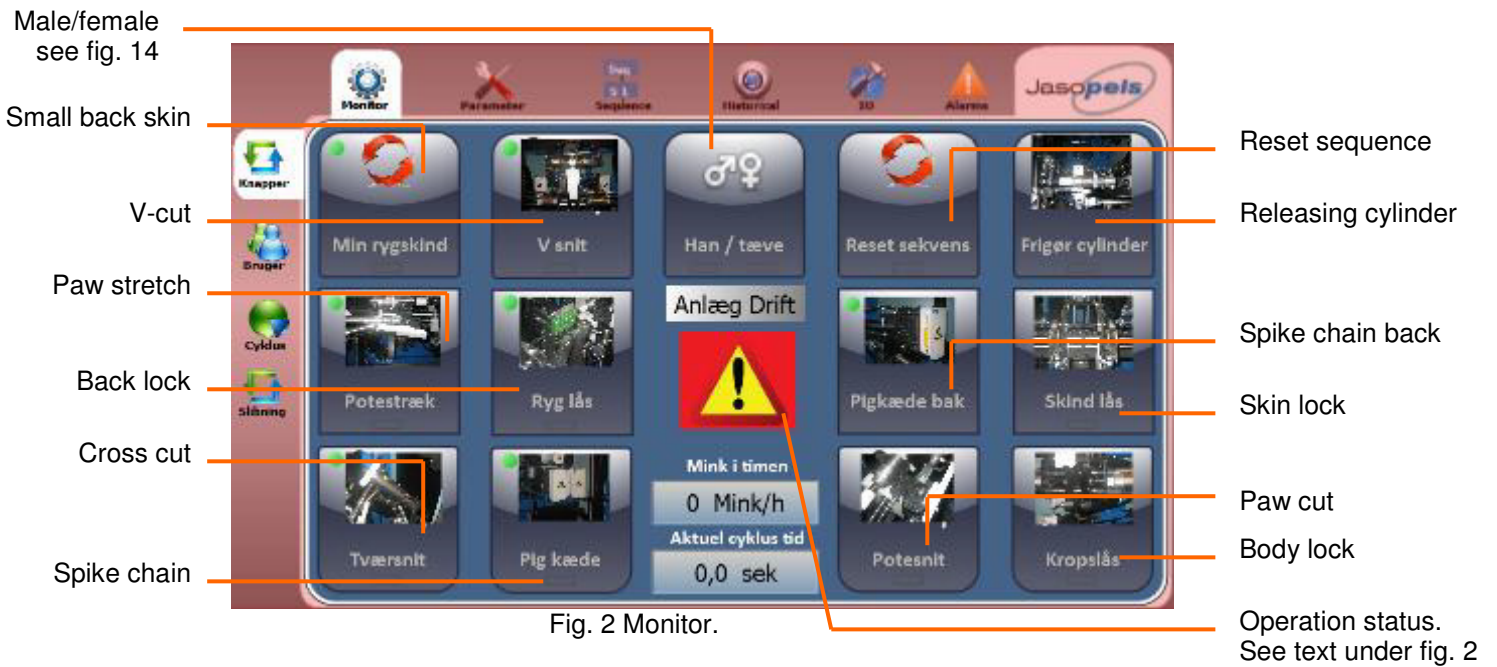 Male/female
see fig. 14
Small back skin
V-cut
Paw stretch
Back lock
Cross cut
Spike chain
Monitor
Parameter
Sequence
Historical
IO
Alarms
Jasopels
Knapper
Bruger
Cyklus
Slåning
Min rygskind
V snit
Han / tæve
Reset sekvens
Frigør cylinder
Potestræk
Ryg lås
Anlæg Drift
Pigkæde bak
Skind lås
Tværsnit
Pig kæde
Mink i timen
0 Mink/h
Aktuel cyklus tid
0,0 sek
Potesnit
Kropslås
Reset sequence
Releasing cylinder
Spike chain back
Skin lock
Paw cut
Body lock
Operation status.
See text under fig. 2
Fig. 2 Monitor.